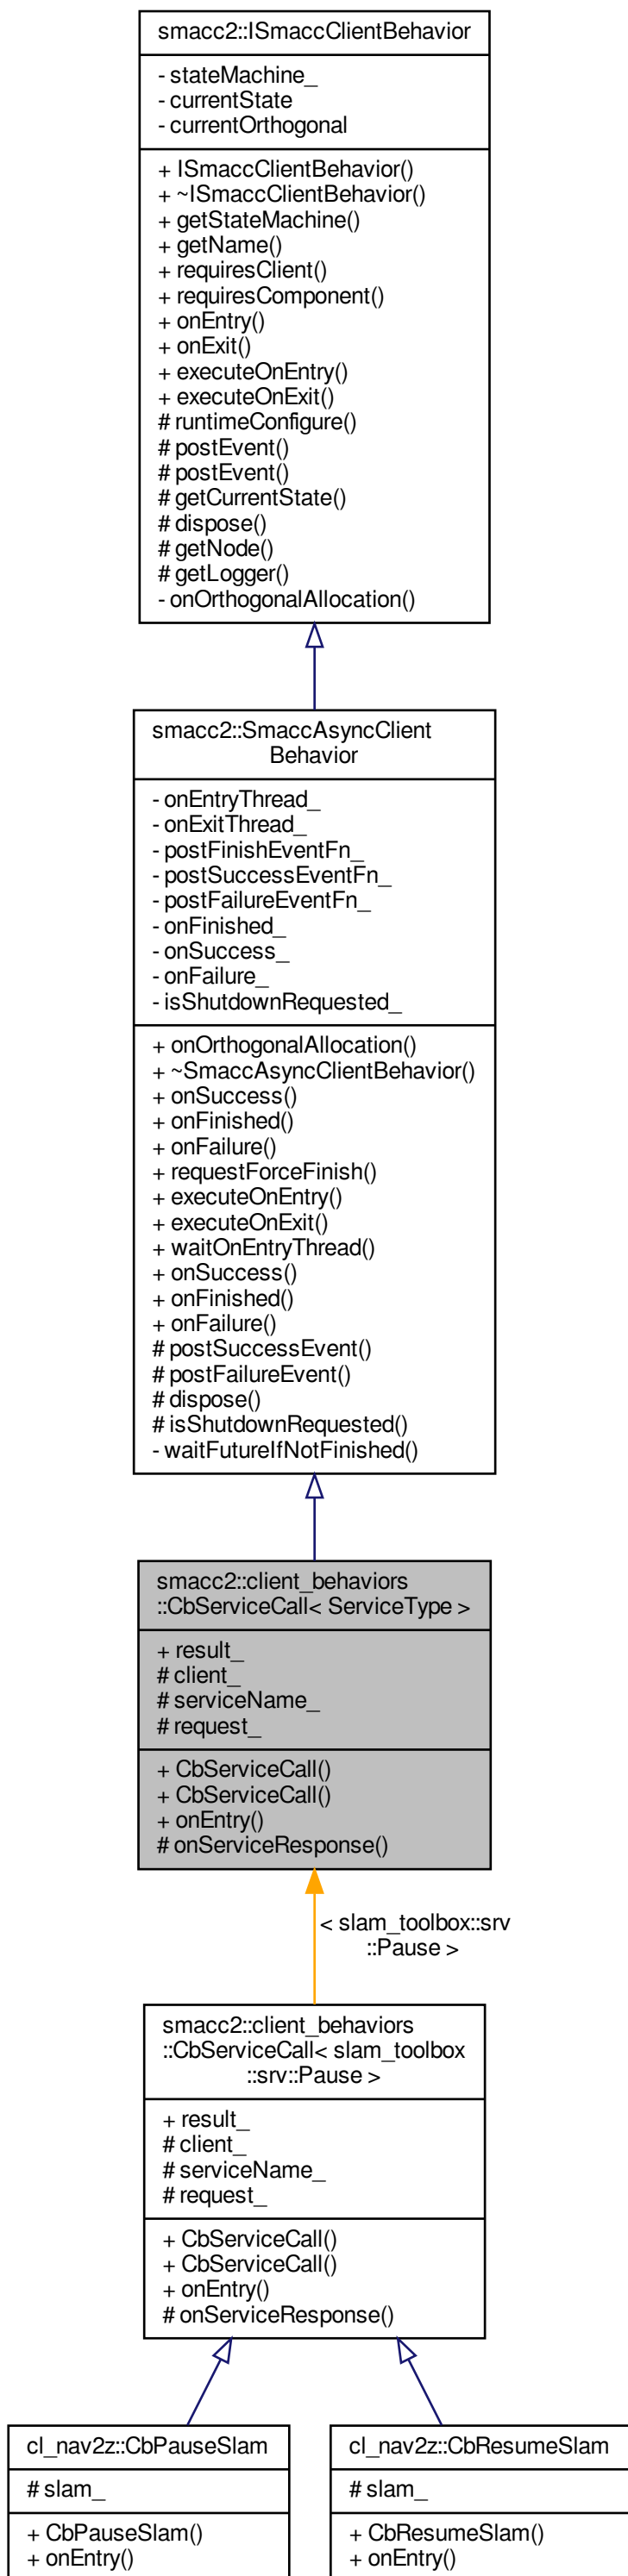 smacc2::ISmaccClientBehavior
- stateMachine_
- currentState
- currentOrthogonal
+ ISmaccClientBehavior()
+ ~ISmaccClientBehavior()
+ getStateMachine()
+ getName()
+ requiresClient()
+ requiresComponent()
+ onEntry()
+ onExit()
+ executeOnEntry()
+ executeOnExit()
# runtimeConfigure()
# postEvent()
# postEvent()
# getCurrentState()
# dispose()
# getNode()
# getLogger()
- onOrthogonalAllocation()
smacc2::SmaccAsyncClient
Behavior
- onEntryThread_
- onExitThread_
- postFinishEventFn_
- postSuccessEventFn_
- postFailureEventFn_
- onFinished_
- onSuccess_
- onFailure_
- isShutdownRequested_
+ onOrthogonalAllocation()
+ ~SmaccAsyncClientBehavior()
+ onSuccess()
+ onFinished()
+ onFailure()
+ requestForceFinish()
+ executeOnEntry()
+ executeOnExit()
+ waitOnEntryThread()
+ onSuccess()
+ onFinished()
+ onFailure()
# postSuccessEvent()
# postFailureEvent()
# dispose()
# isShutdownRequested()
- waitFutureIfNotFinished()
smacc2::client_behaviors
::CbServiceCall< ServiceType >
+ result_
# client_
# serviceName_
# request_
+ CbServiceCall()
+ CbServiceCall()
+ onEntry()
# onServiceResponse()
< slam_toolbox::srv
::Pause >
smacc2::client_behaviors
::CbServiceCall< slam_toolbox
::srv::Pause >
+ result_
# client_
# serviceName_
# request_
+ CbServiceCall()
+ CbServiceCall()
+ onEntry()
# onServiceResponse()
cl_nav2z::CbPauseSlam
# slam_
+ CbPauseSlam()
+ onEntry()
cl_nav2z::CbResumeSlam
# slam_
+ CbResumeSlam()
+ onEntry()